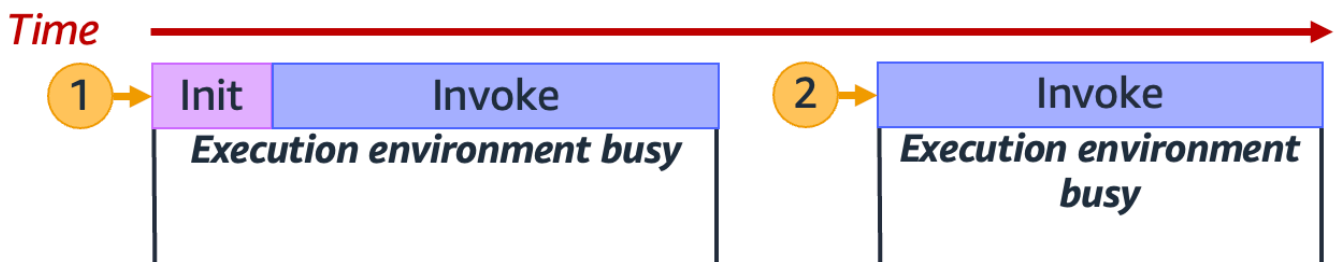 Time
1
Init
Invoke
2
Invoke
Execution environment busy
Execution environment
busy